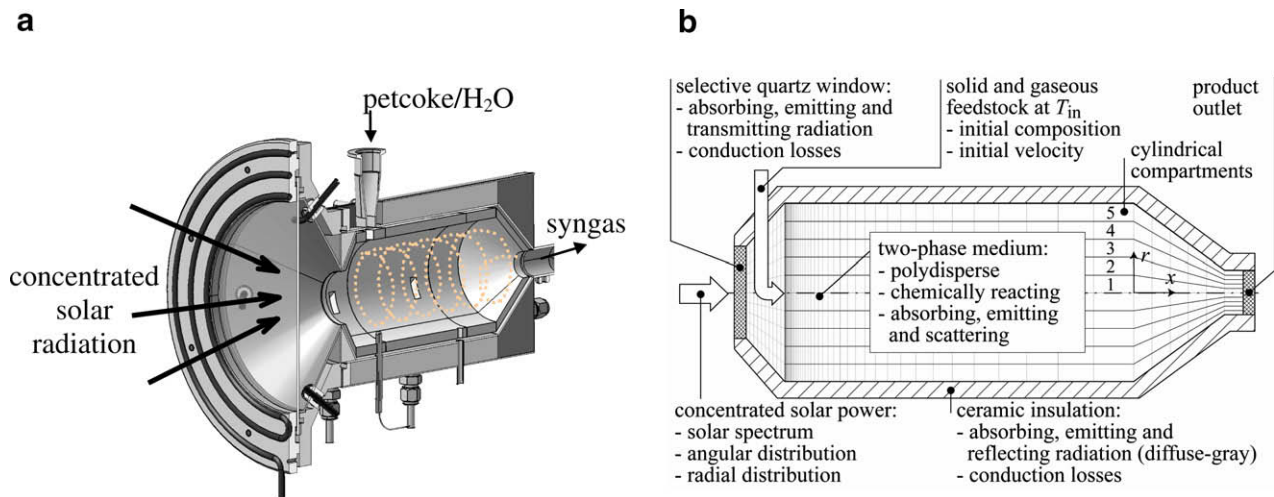 a
petcoke/H₂O
syngas
concentrated
solar
radiation
b
selective quartz window:
- absorbing, emitting and
transmitting radiation
- conduction losses
solid and gaseous
feedstock at Tin
- initial composition
- initial velocity
product
outlet
cylindrical
compartments
5
4
3
2
1
r
x
two-phase medium:
- polydisperse
- chemically reacting
- absorbing, emitting
and scattering
concentrated solar power:
- solar spectrum
- angular distribution
- radial distribution
ceramic insulation:
- absorbing, emitting and
reflecting radiation (diffuse-gray)
- conduction losses